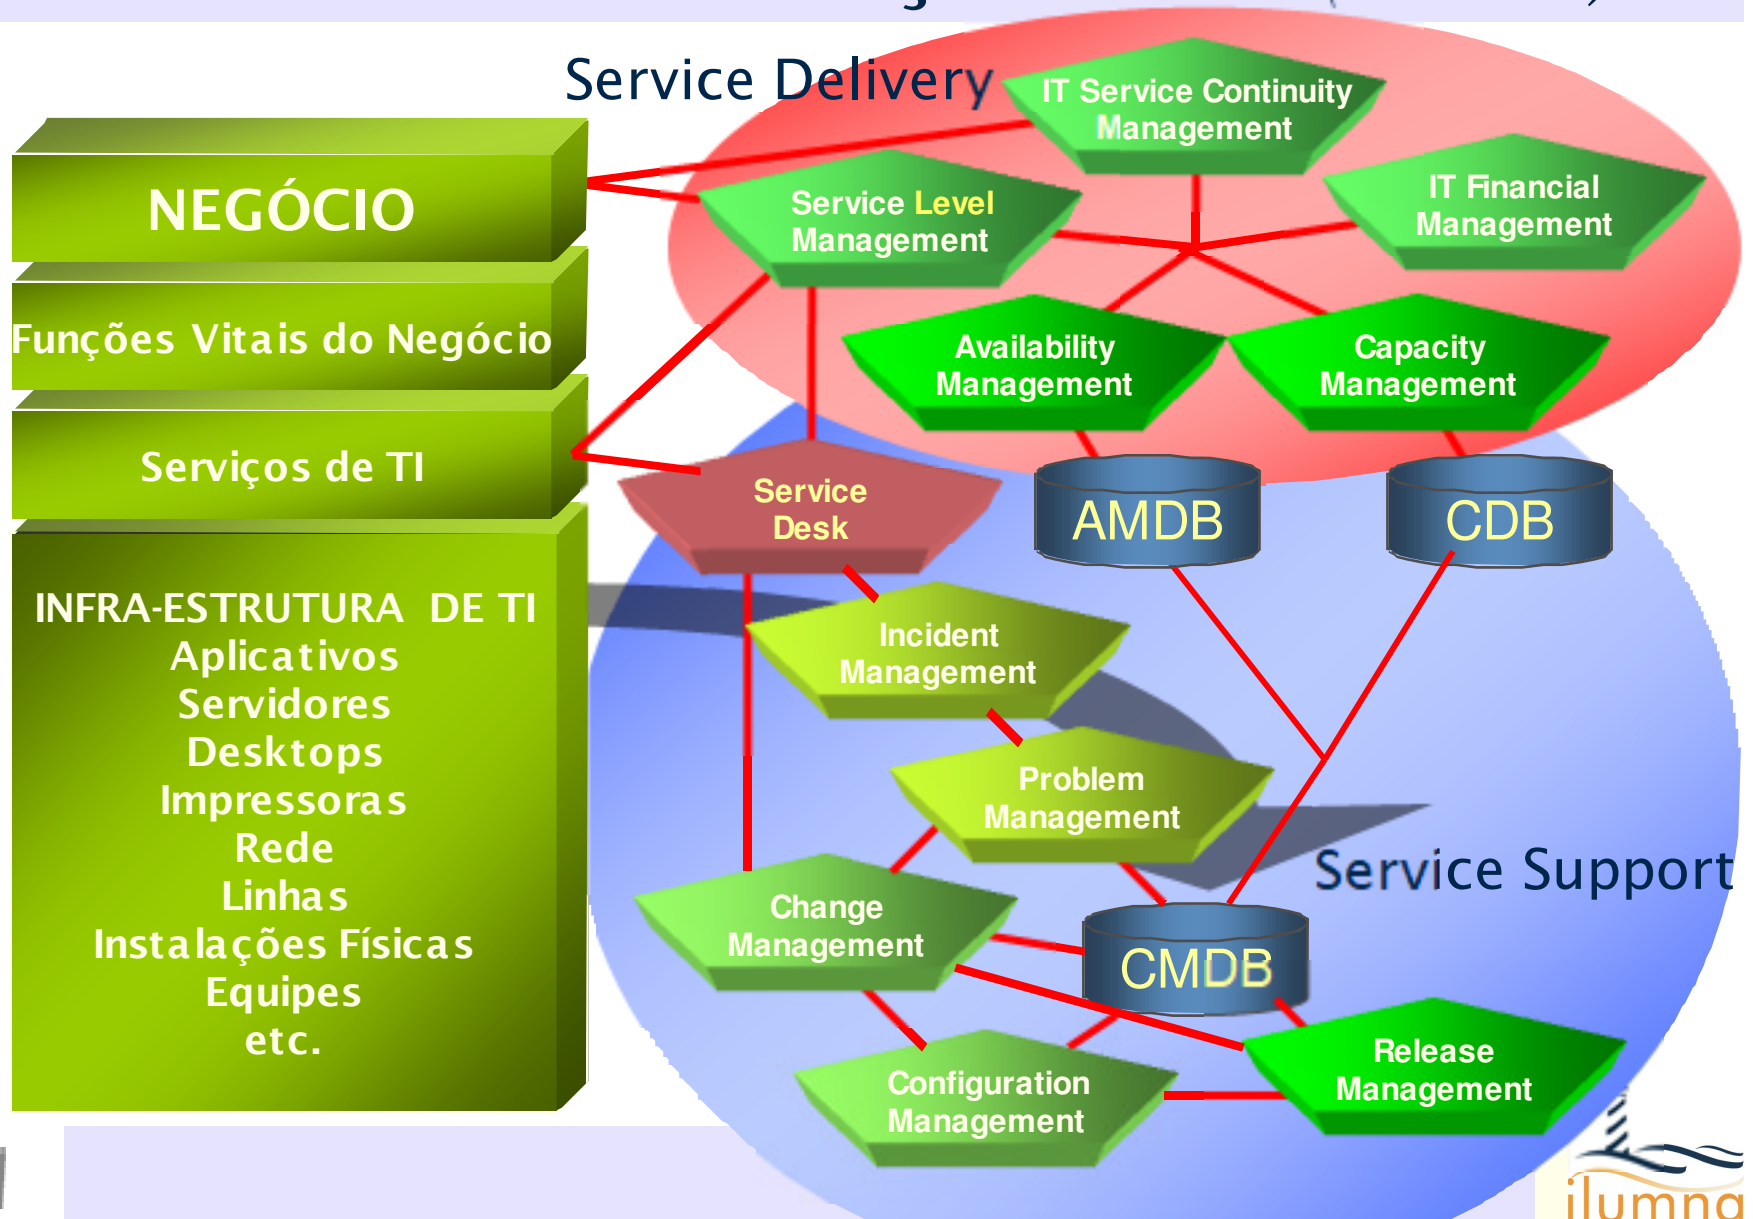 Service Delivery
IT Service Continuity
Management
IT Financial
Management
Service Level
Management
Availability
Management
Capacity
Management
NEGÓCIO
Funções Vitais do Negócio
Serviços de TI
INFRA-ESTRUTURA DE TI
Aplicativos
Servidores
Desktops
Impressoras
Rede
Linhas
Instalações Físicas
Equipes
etc.
Service
Desk
AMDB
CDB
Incident
Management
Problem
Management
Service Support
Change
Management
CMDB
Configuration
Management
Release
Management
ilumna